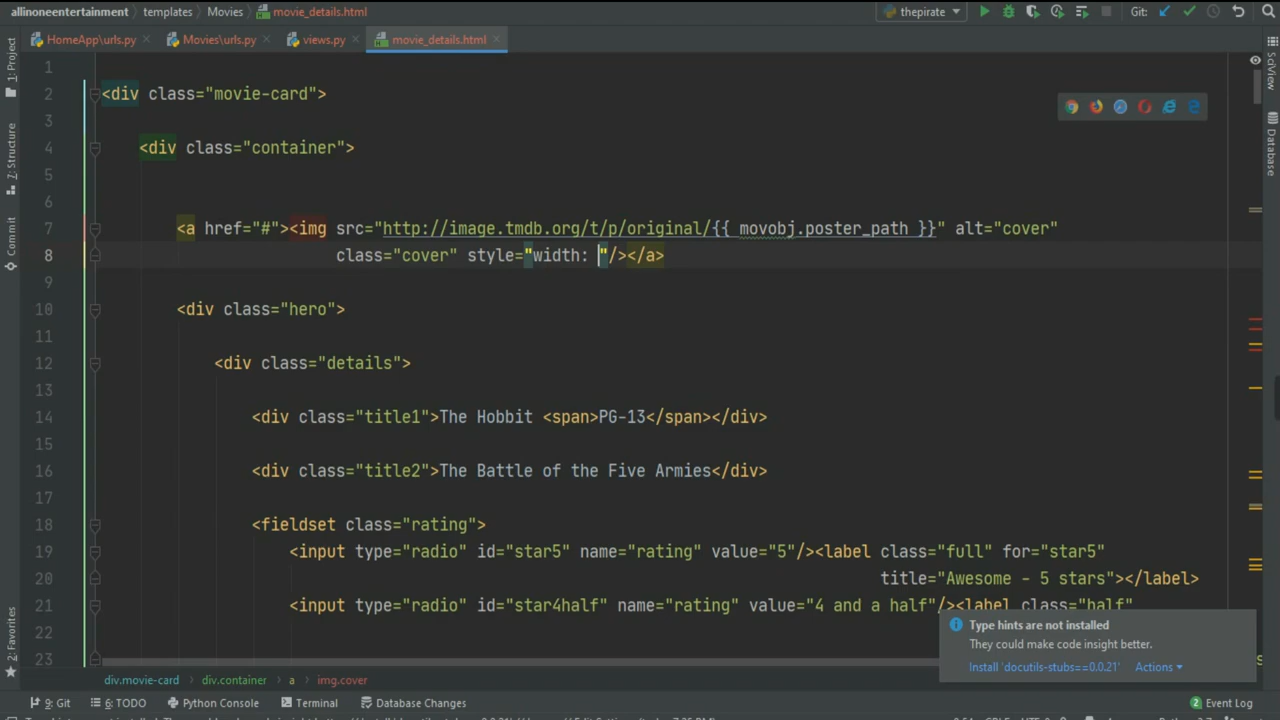 allinoneentertainment templates Movies movie_details.html thepirate Git:
HomeApp\urls.py Movies\urls.py views.py movie_details.html
1: Project
Z: Structure
Commit
2: Favorites
SciView
Database
1
2 <div class="movie-card">
3
4 <div class="container">
5
6
7 <a href="#"><img src="http://image.tmdb.org/t/p/original/{{ movobj.poster_path }}" alt="cover"
8 class="cover" style="width: "/></a>
9
10 <div class="hero">
11
12 <div class="details">
13
14 <div class="title1">The Hobbit <span>PG-13</span></div>
15
16 <div class="title2">The Battle of the Five Armies</div>
17
18 <fieldset class="rating">
19 <input type="radio" id="star5" name="rating" value="5"/><label class="full" for="star5"
20 title="Awesome - 5 stars"></label>
21 <input type="radio" id="star4half" name="rating" value="4 and a half"/><label class="half"
22
23
Type hints are not installed
They could make code insight better.
Install 'docutils-stubs==0.0.21' Actions
div.movie-card div.container a img.cover
9: Git 6: TODO Python Console Terminal Database Changes 2 Event Log